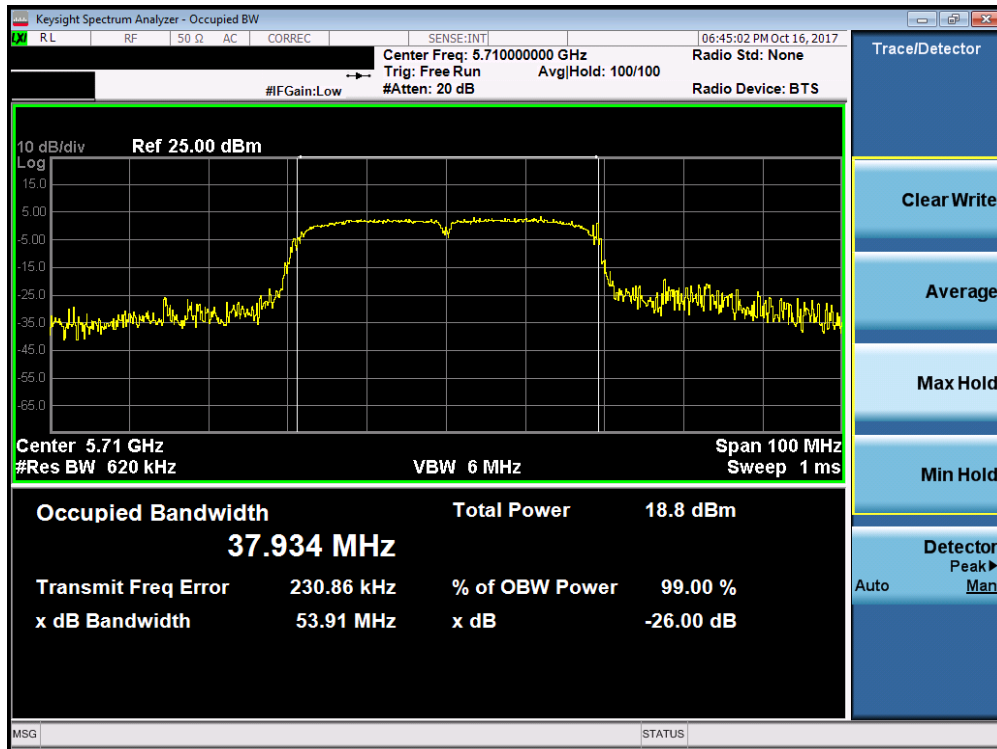 Keysight Spectrum Analyzer - Occupied BW
LXI RL RF 50 Ω AC CORREC SENSE:INT 06:45:02 PM Oct 16, 2017
Center Freq: 5.710000000 GHz Radio Std: None
Trig: Free Run Avg|Hold: 100/100
#IFGain:Low #Atten: 20 dB Radio Device: BTS
Trace/Detector
10 dB/div Ref 25.00 dBm
Log
15.0
5.00
-5.00
-15.0
-25.0
-35.0
-45.0
-55.0
-65.0
Center 5.71 GHz Span 100 MHz
#Res BW 620 kHz VBW 6 MHz Sweep 1 ms
Occupied Bandwidth Total Power 18.8 dBm
37.934 MHz
Transmit Freq Error 230.86 kHz % of OBW Power 99.00 %
x dB Bandwidth 53.91 MHz x dB -26.00 dB
Clear Write
Average
Max Hold
Min Hold
Detector
Peak▶
Auto Man
MSG STATUS